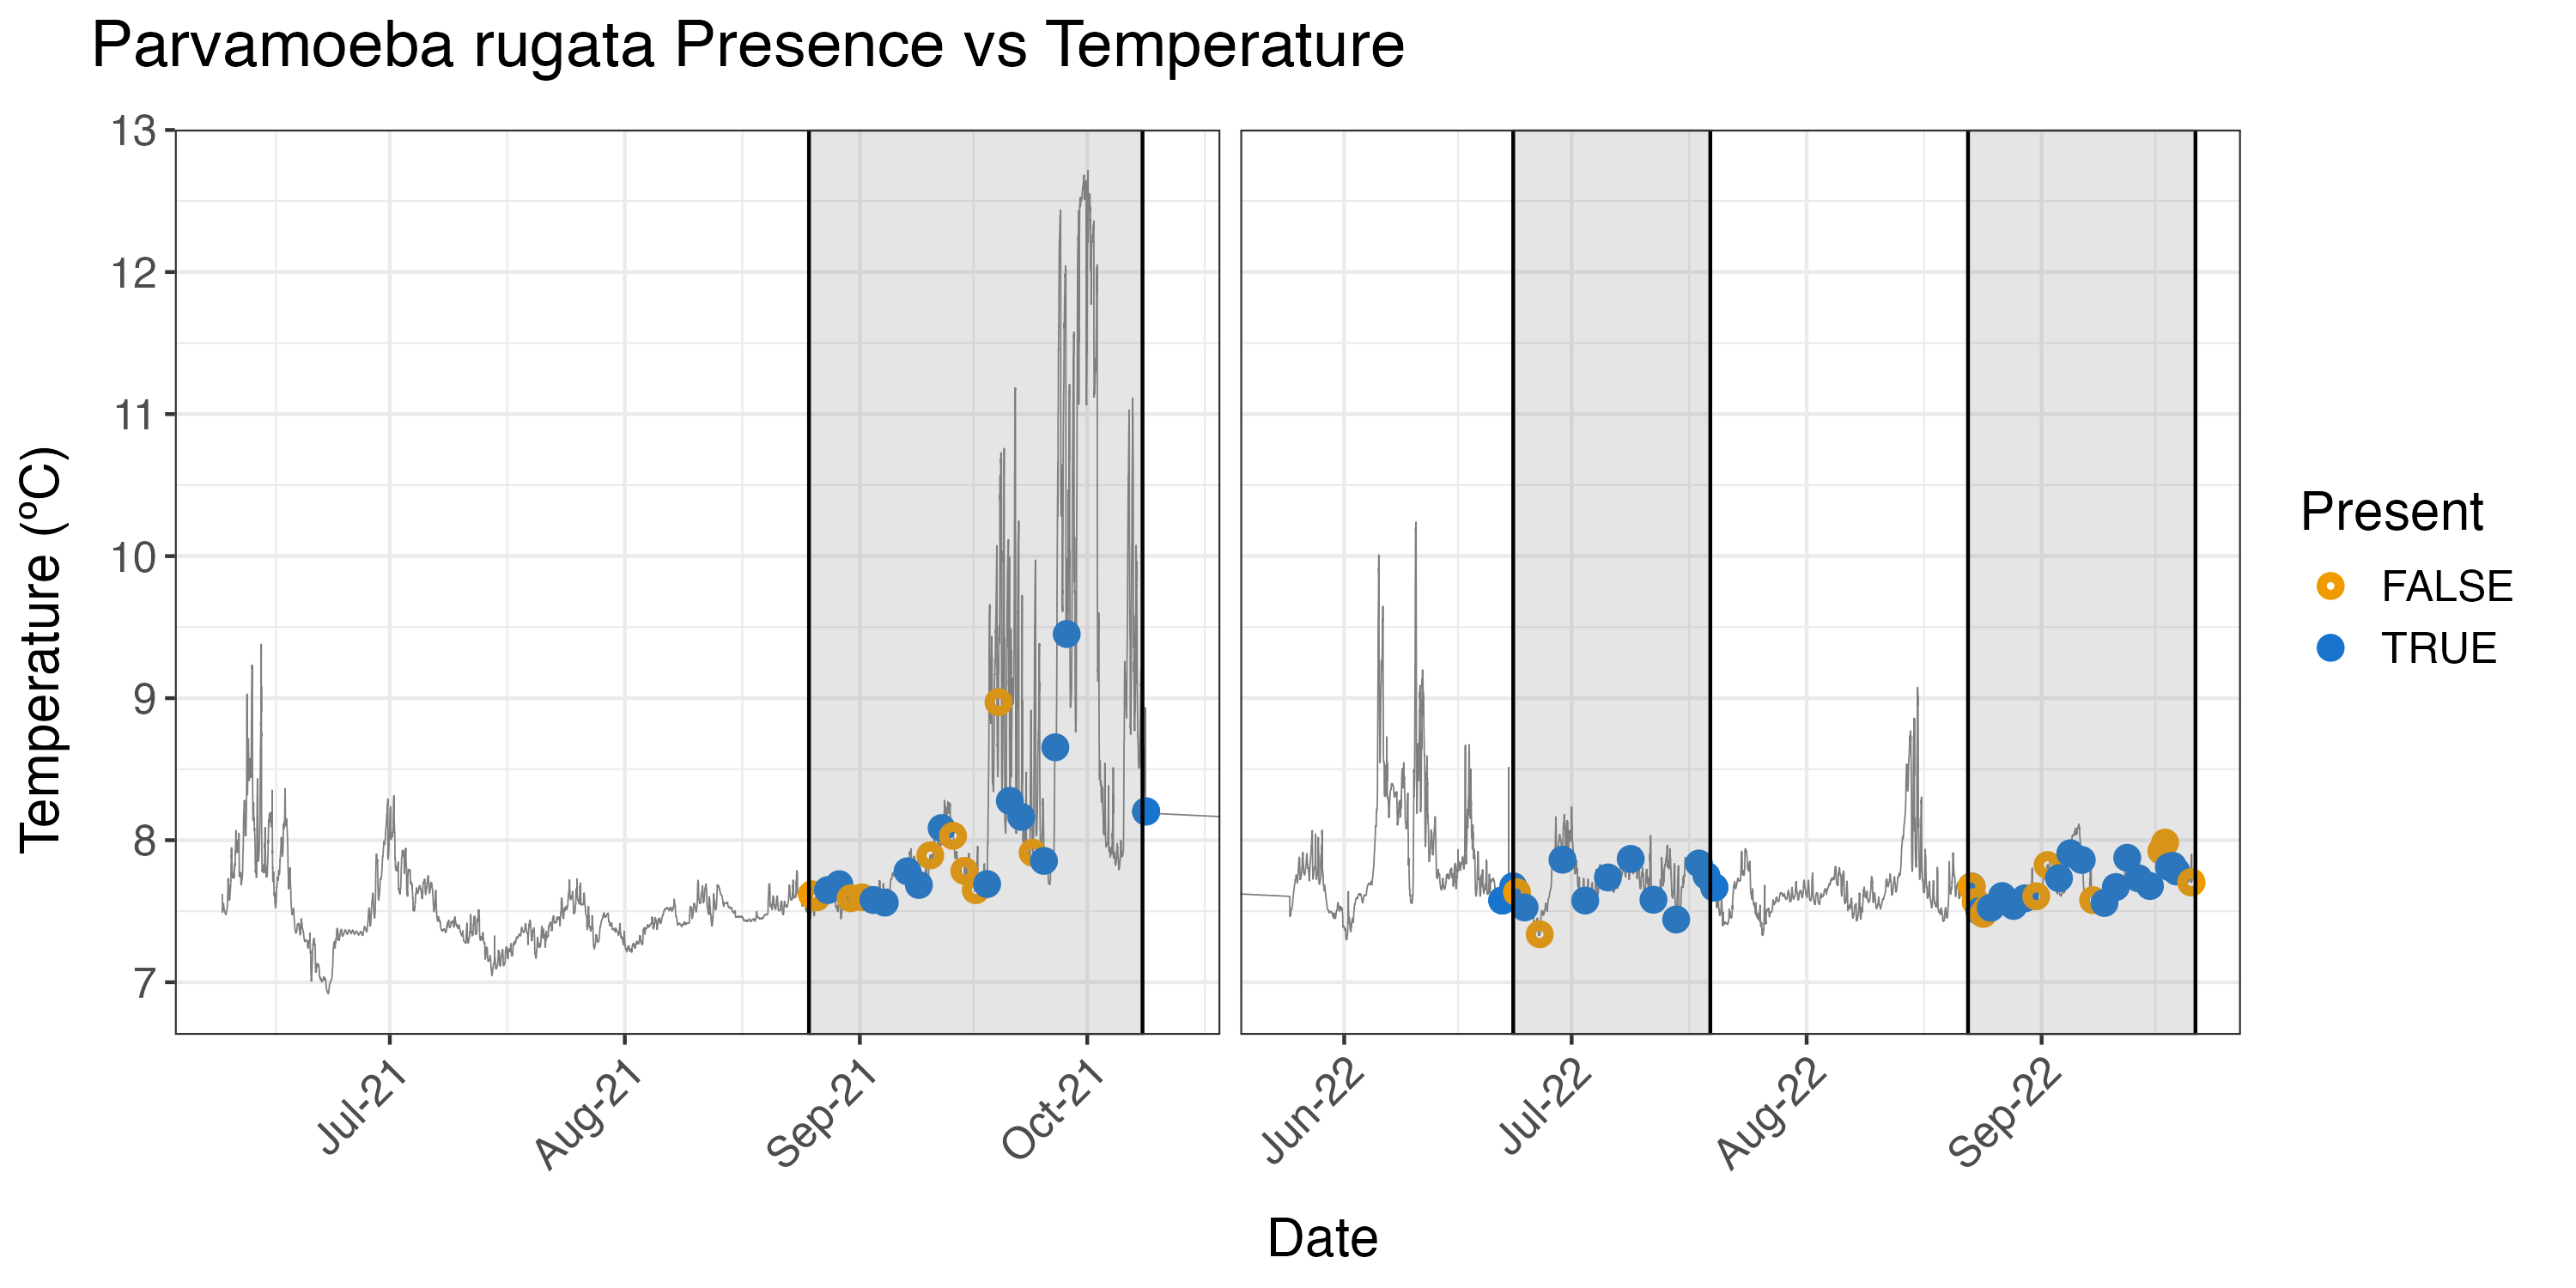 Parvamoeba rugata Presence vs Temperature
13
12
11
10
9
8
7
Temperature (ºC)
Jul-21
Aug-21
Sep-21
Oct-21
Jun-22
Jul-22
Aug-22
Sep-22
Date
Present
FALSE
TRUE